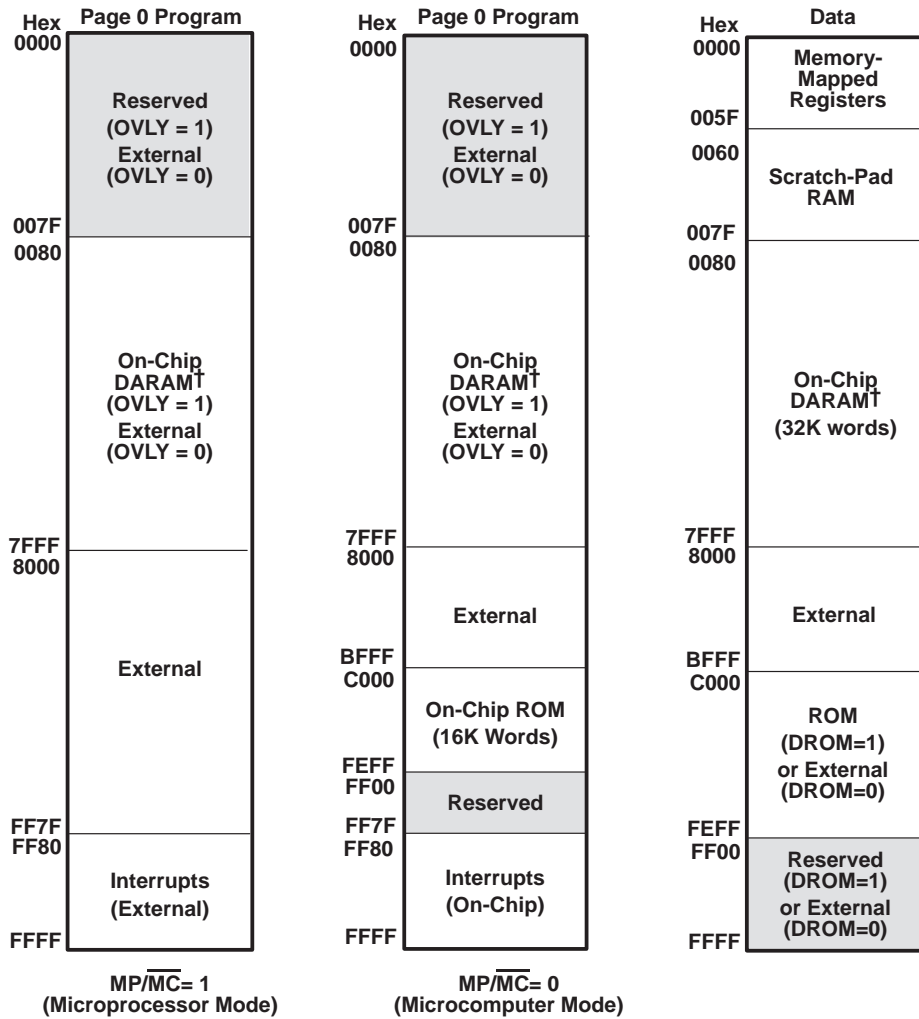 Hex
Page 0 Program
0000
Reserved
(OVLY = 1)
External
(OVLY = 0)
007F
0080
On-Chip
DARAM†
(OVLY = 1)
External
(OVLY = 0)
7FFF
8000
External
FF7F
FF80
Interrupts
(External)
FFFF
MP/M̅C̅= 1
(Microprocessor Mode)
Hex
Page 0 Program
0000
Reserved
(OVLY = 1)
External
(OVLY = 0)
007F
0080
On-Chip
DARAM†
(OVLY = 1)
External
(OVLY = 0)
7FFF
8000
External
BFFF
C000
On-Chip ROM
(16K Words)
FEFF
FF00
Reserved
FF7F
FF80
Interrupts
(On-Chip)
FFFF
MP/M̅C̅= 0
(Microcomputer Mode)
Hex
Data
0000
Memory-
Mapped
Registers
005F
0060
Scratch-Pad
RAM
007F
0080
On-Chip
DARAM†
(32K words)
7FFF
8000
External
BFFF
C000
ROM
(DROM=1)
or External
(DROM=0)
FEFF
FF00
Reserved
(DROM=1)
or External
(DROM=0)
FFFF